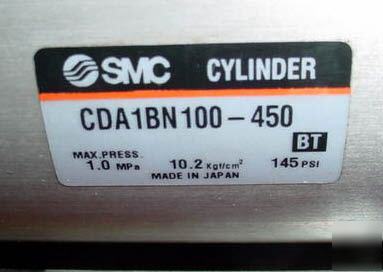 SMC CYLINDER
CDA1BN100-450
BT
MAX.PRESS.
1.0 MPa 10.2 Kgf/cm² 145 PSI
MADE IN JAPAN